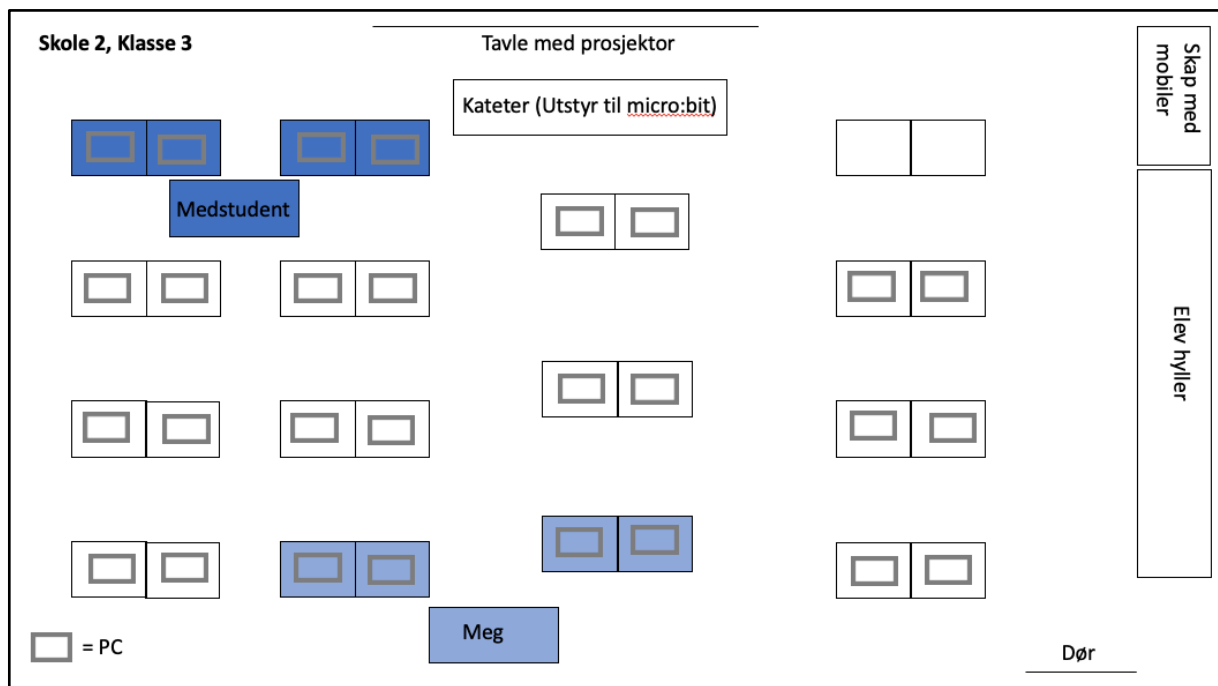 Skole 2, Klasse 3
Tavle med prosjektor
Kateter (Utstyr til micro:bit)
Skap med
mobiler
Medstudent
Elev hyller
Meg
= PC
Dør